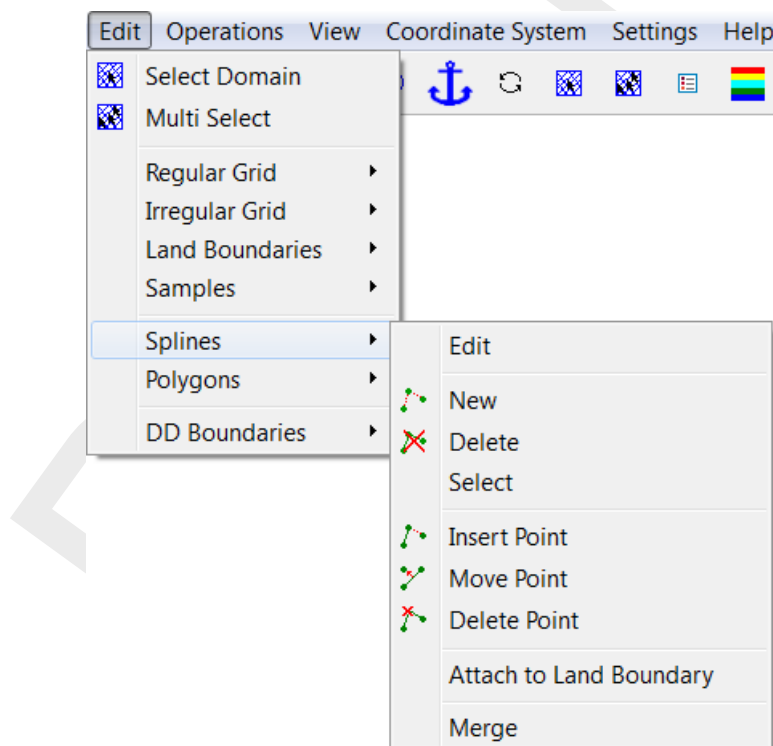 Edit Operations View Coordinate System Settings Help
Select Domain
Multi Select
Regular Grid
Irregular Grid
Land Boundaries
Samples
Splines
Polygons
DD Boundaries
Edit
New
Delete
Select
Insert Point
Move Point
Delete Point
Attach to Land Boundary
Merge